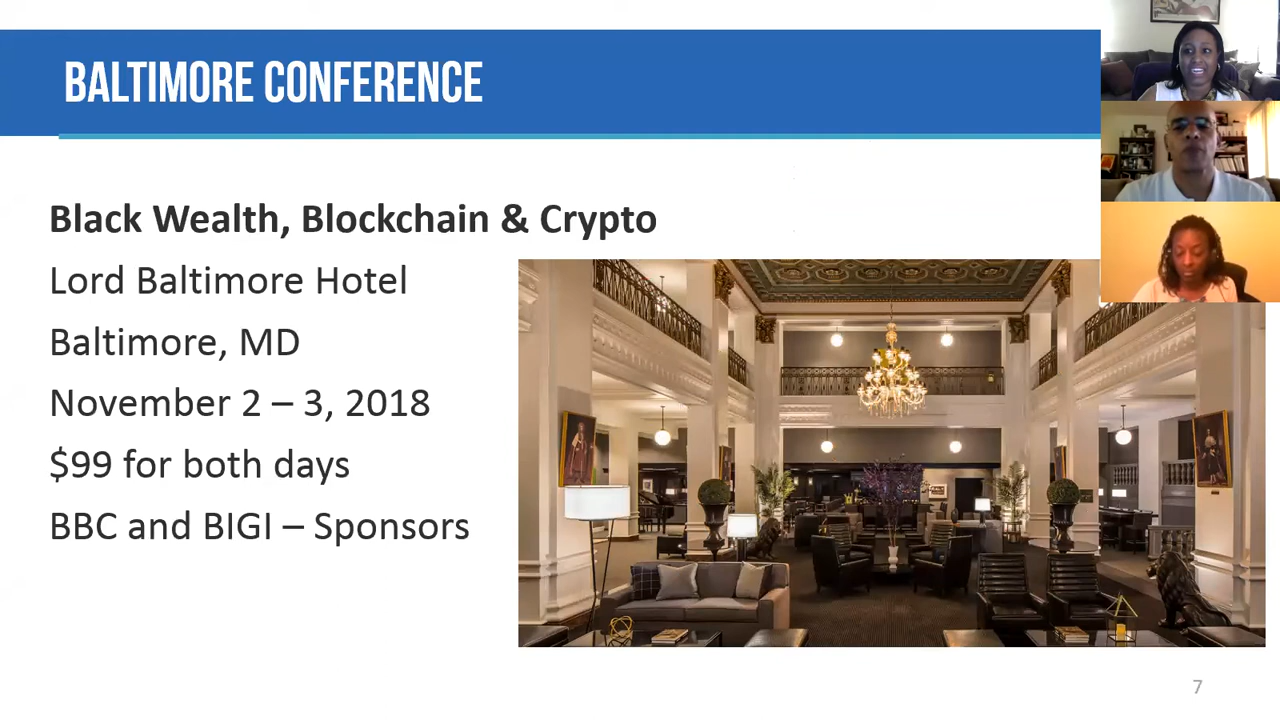 BALTIMORE CONFERENCE
Black Wealth, Blockchain & Crypto
Lord Baltimore Hotel
Baltimore, MD
November 2 – 3, 2018
$99 for both days
BBC and BIGI – Sponsors
7